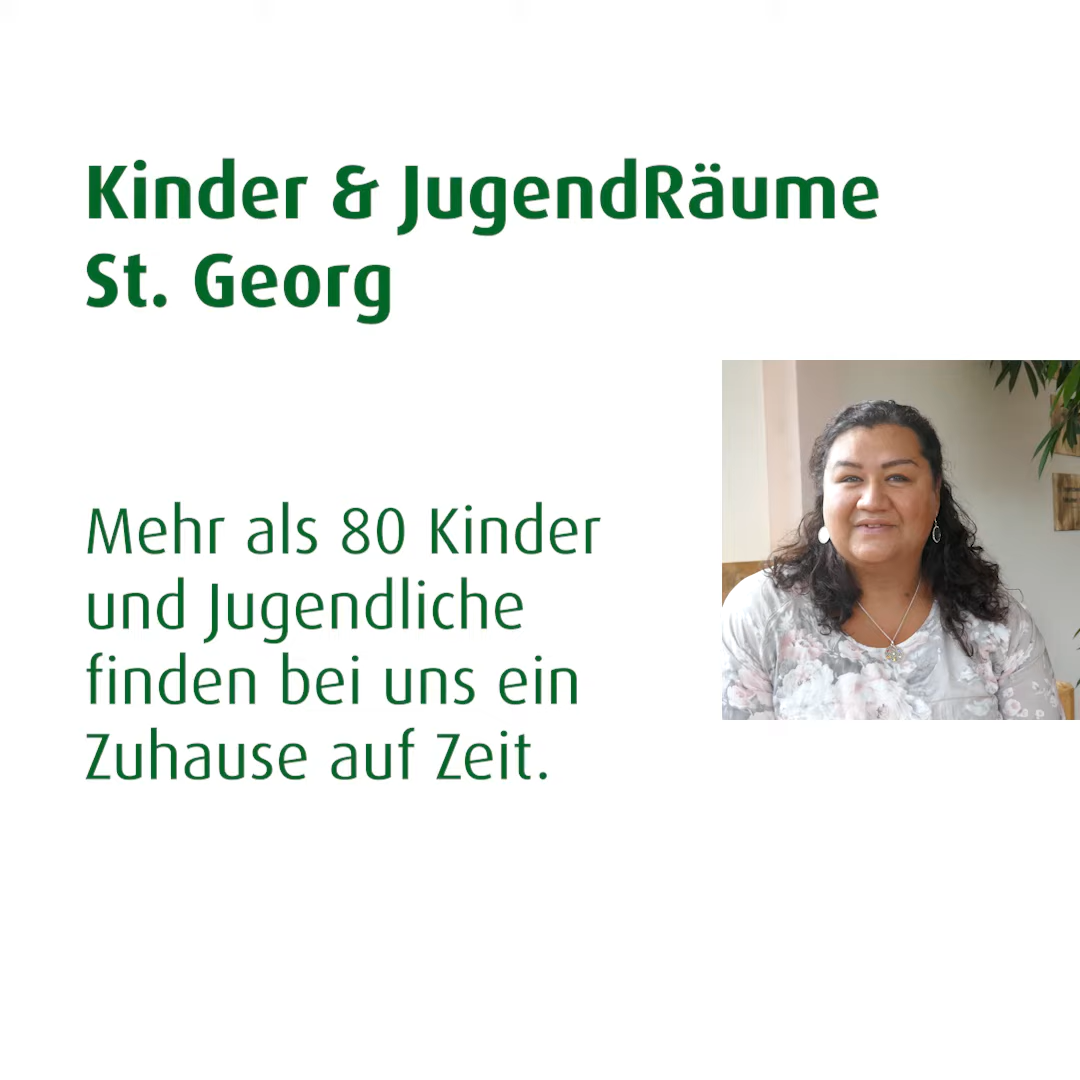 Kinder & JugendRäume
St. Georg
Mehr als 80 Kinder
und Jugendliche
finden bei uns ein
Zuhause auf Zeit.